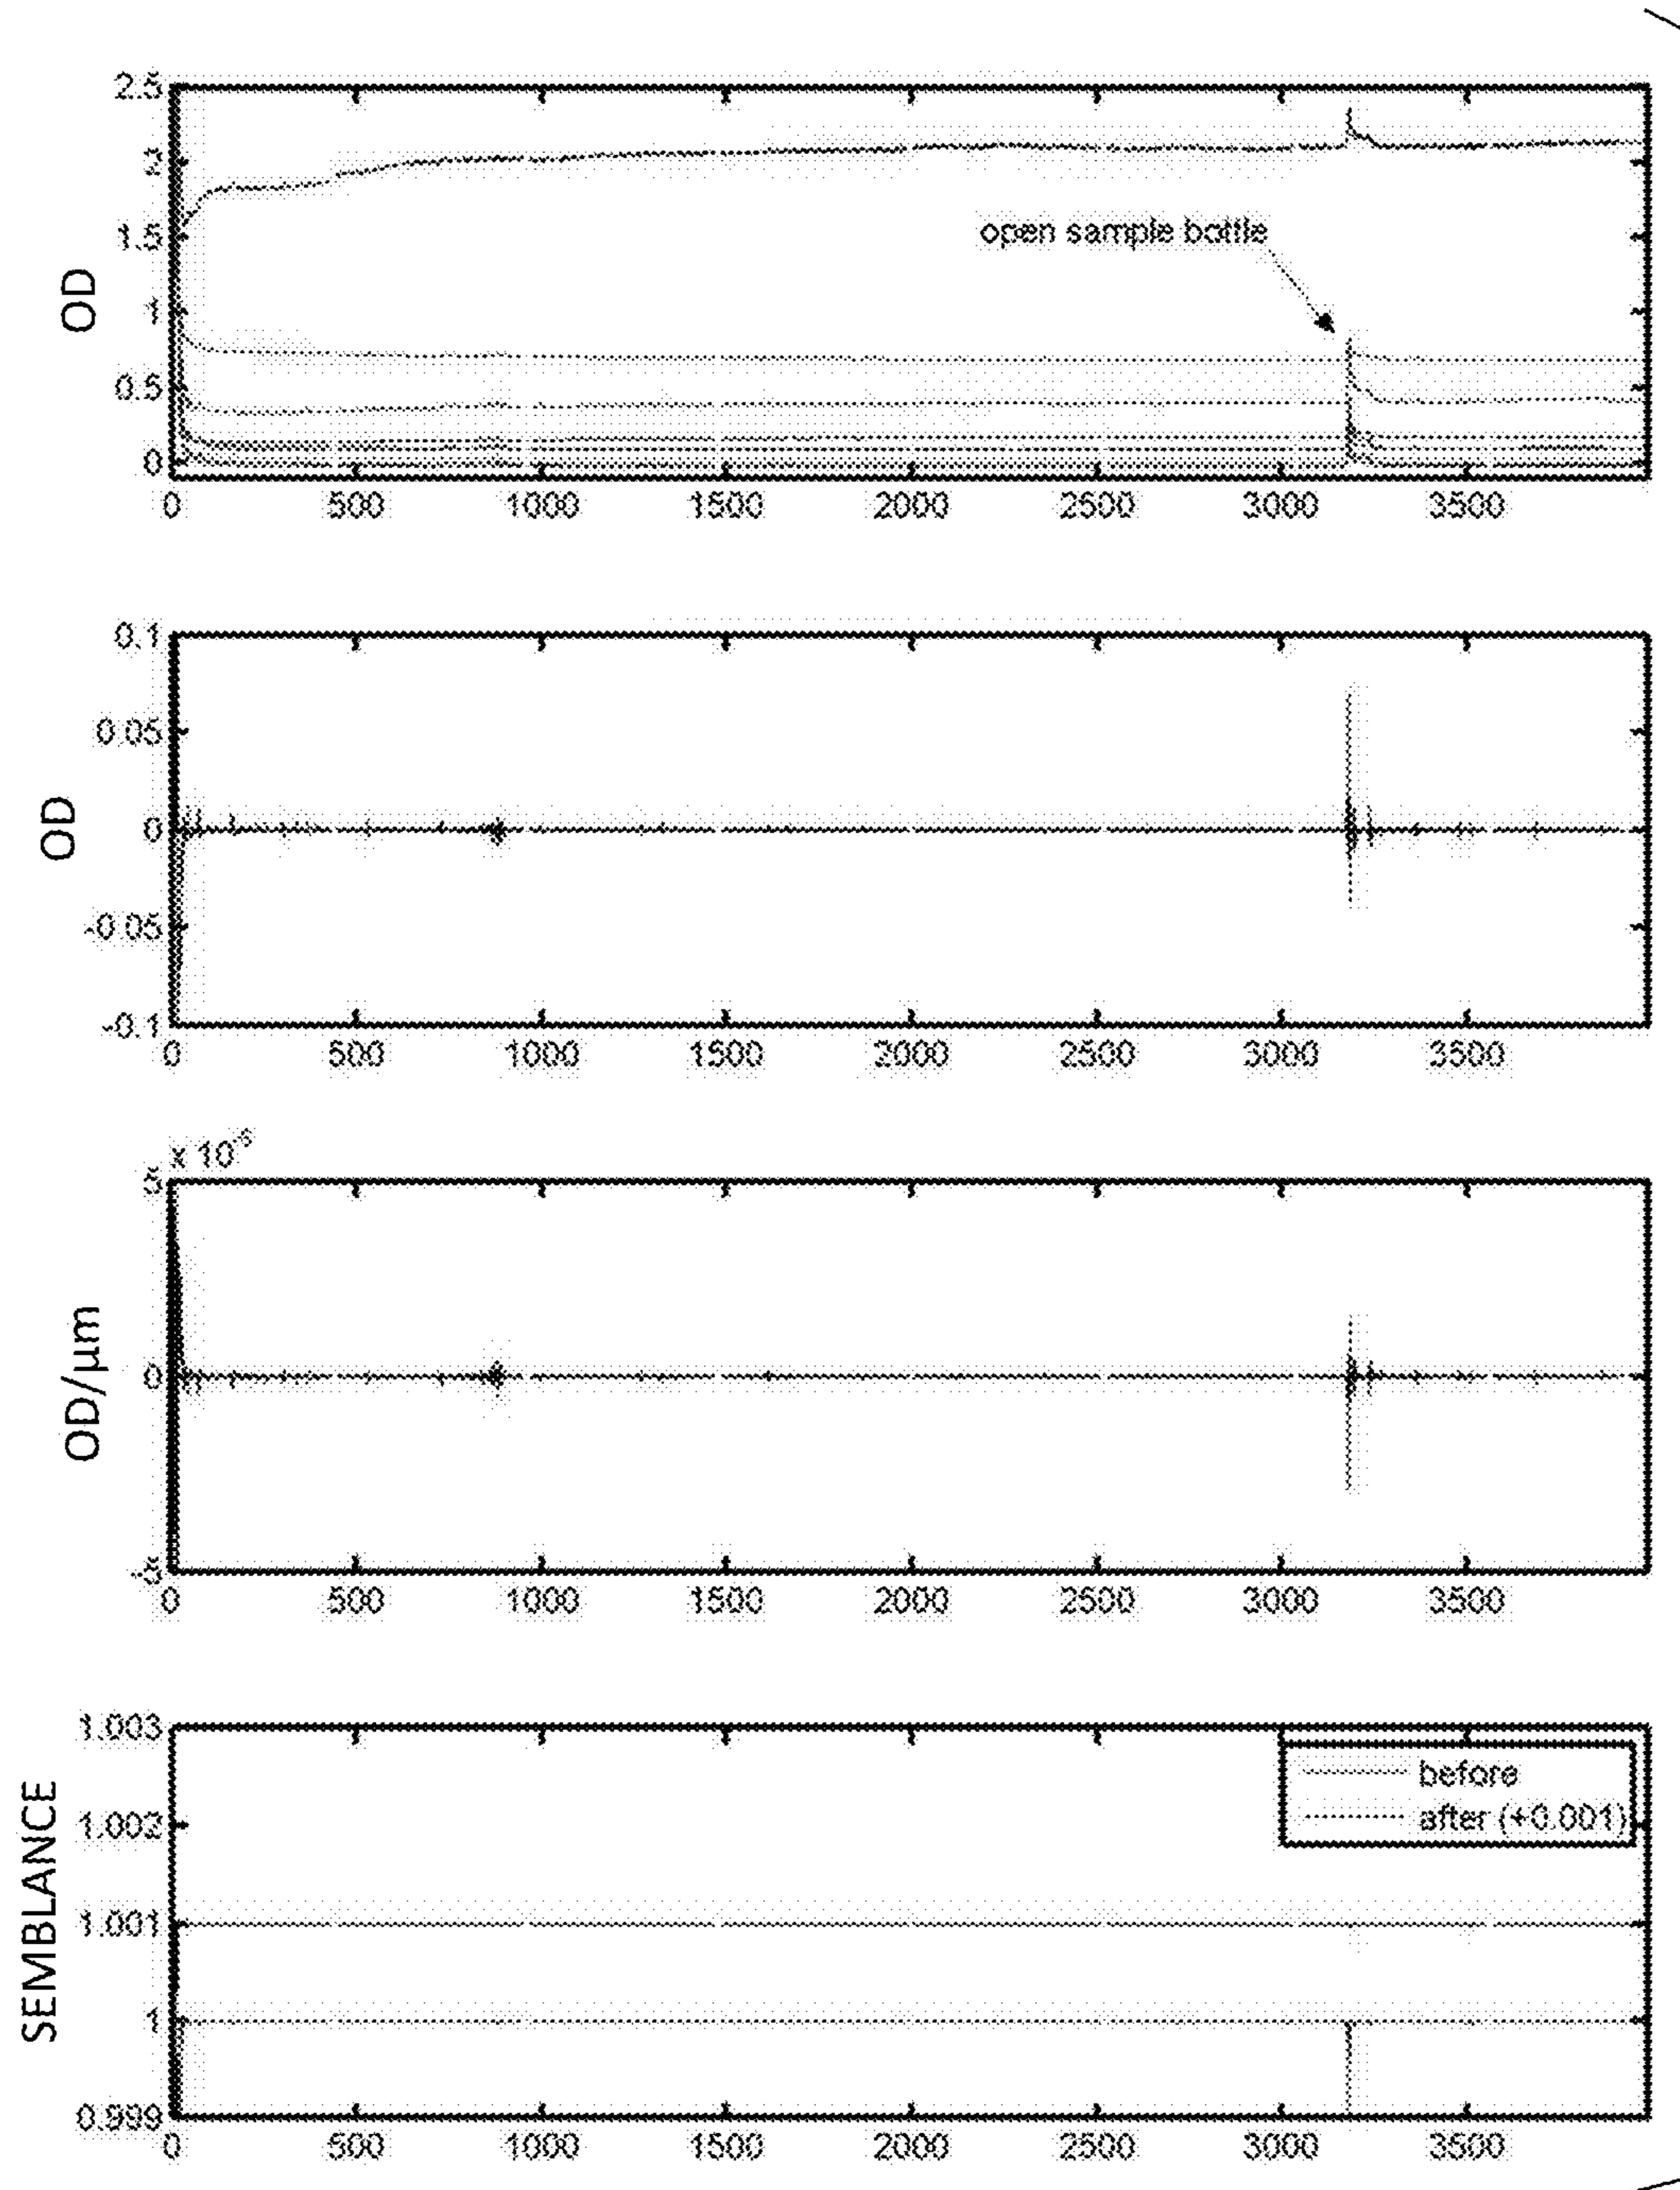 OD
2.5
2
1.5
1
0.5
0
open sample bottle
0 500 1000 1500 2000 2500 3000 3500
OD
0.1
0.05
0
-0.05
-0.1
0 500 1000 1500 2000 2500 3000 3500
OD/μm
x 10-6
5
0
-5
0 500 1000 1500 2000 2500 3000 3500
SEMBLANCE
1.003
1.002
1.001
1
0.999
before
after (+0.001)
0 500 1000 1500 2000 2500 3000 3500